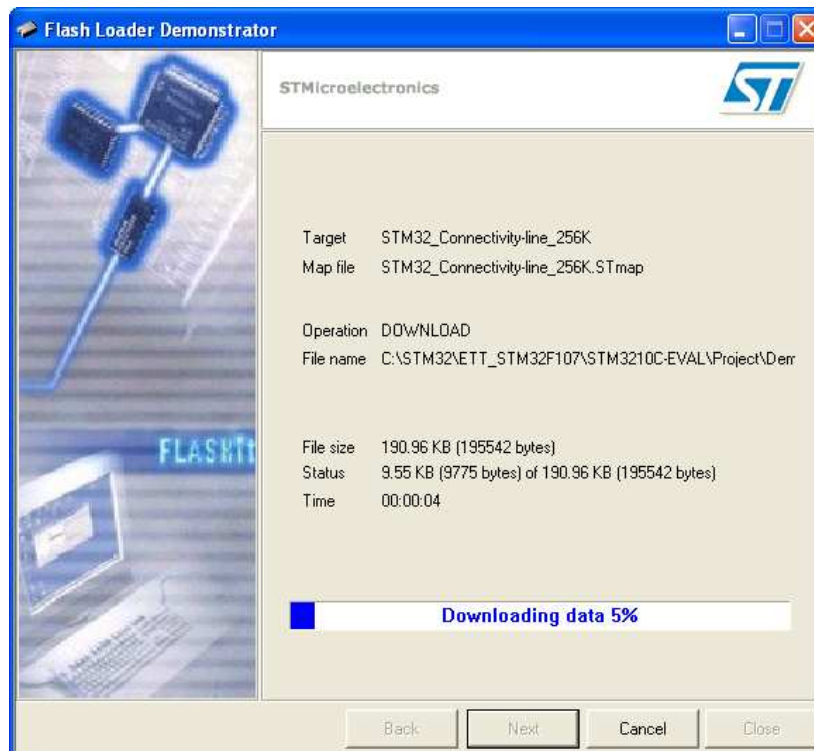 Flash Loader Demonstrator
STMicroelectronics
ST
Target STM32_Connectivity-line_256K
Map file STM32_Connectivity-line_256K.STmap
Operation DOWNLOAD
File name C:\STM32\ETT_STM32F107\STM3210C-EVAL\Project\Dem
FLASHit
File size 190.96 KB (195542 bytes)
Status 9.55 KB (9775 bytes) of 190.96 KB (195542 bytes)
Time 00:00:04
Downloading data 5%
Back Next Cancel Close